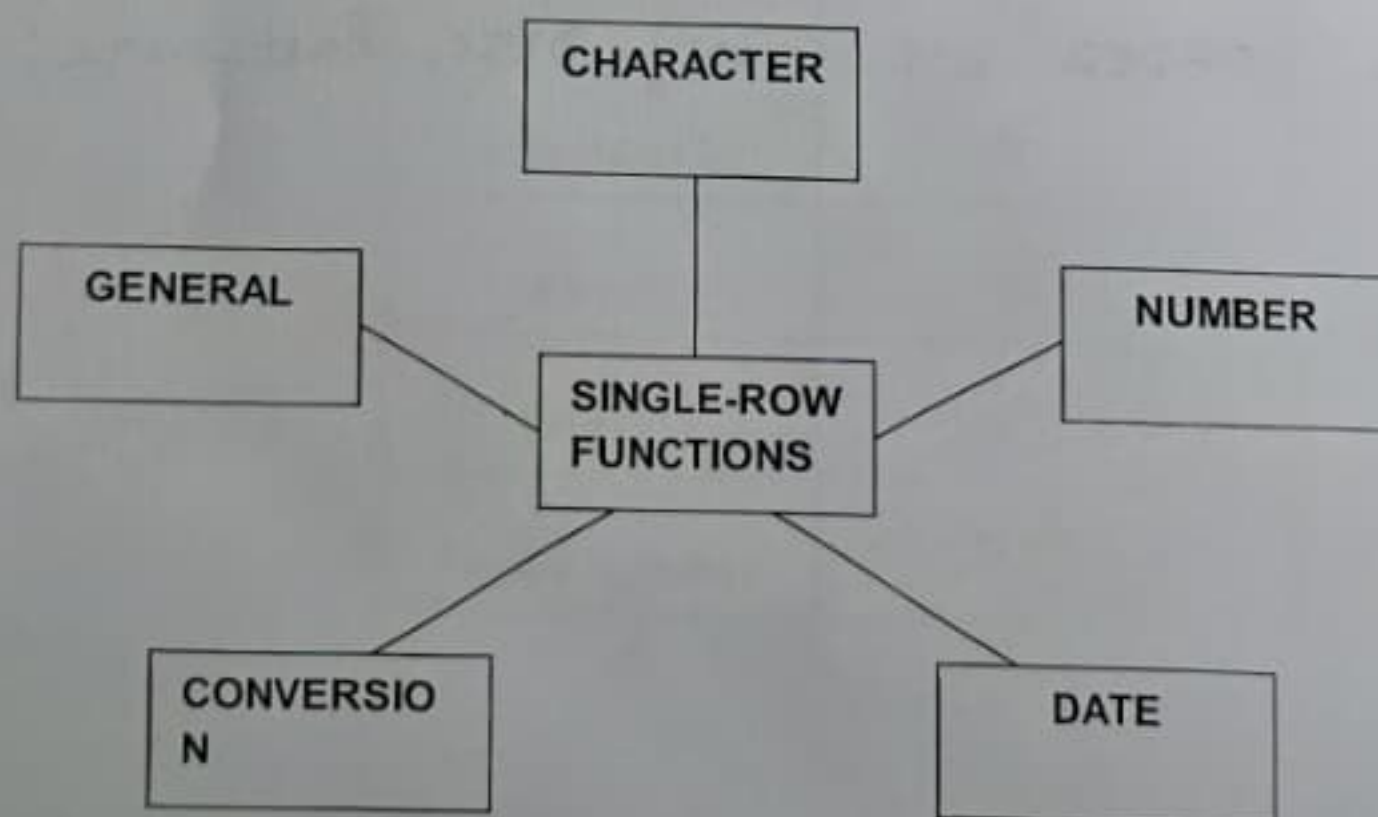 CHARACTER
GENERAL
NUMBER
SINGLE-ROW
FUNCTIONS
CONVERSIO
N
DATE